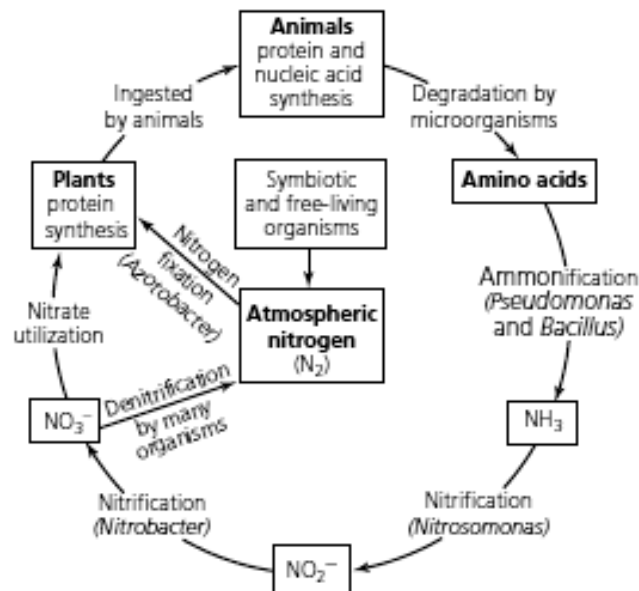 Animals
protein and
nucleic acid
synthesis
Ingested
by animals
Degradation by
microorganisms
Plants
protein
synthesis
Symbiotic
and free-living
organisms
Amino acids
Nitrogen
fixation
(Azotobacter)
Atmospheric
nitrogen
(N₂)
Ammonification
(Pseudomonas
and Bacillus)
Nitrate
utilization
Denitrification
by many
organisms
NO₃⁻
NH₃
Nitrification
(Nitrobacter)
Nitrification
(Nitrosomonas)
NO₂⁻